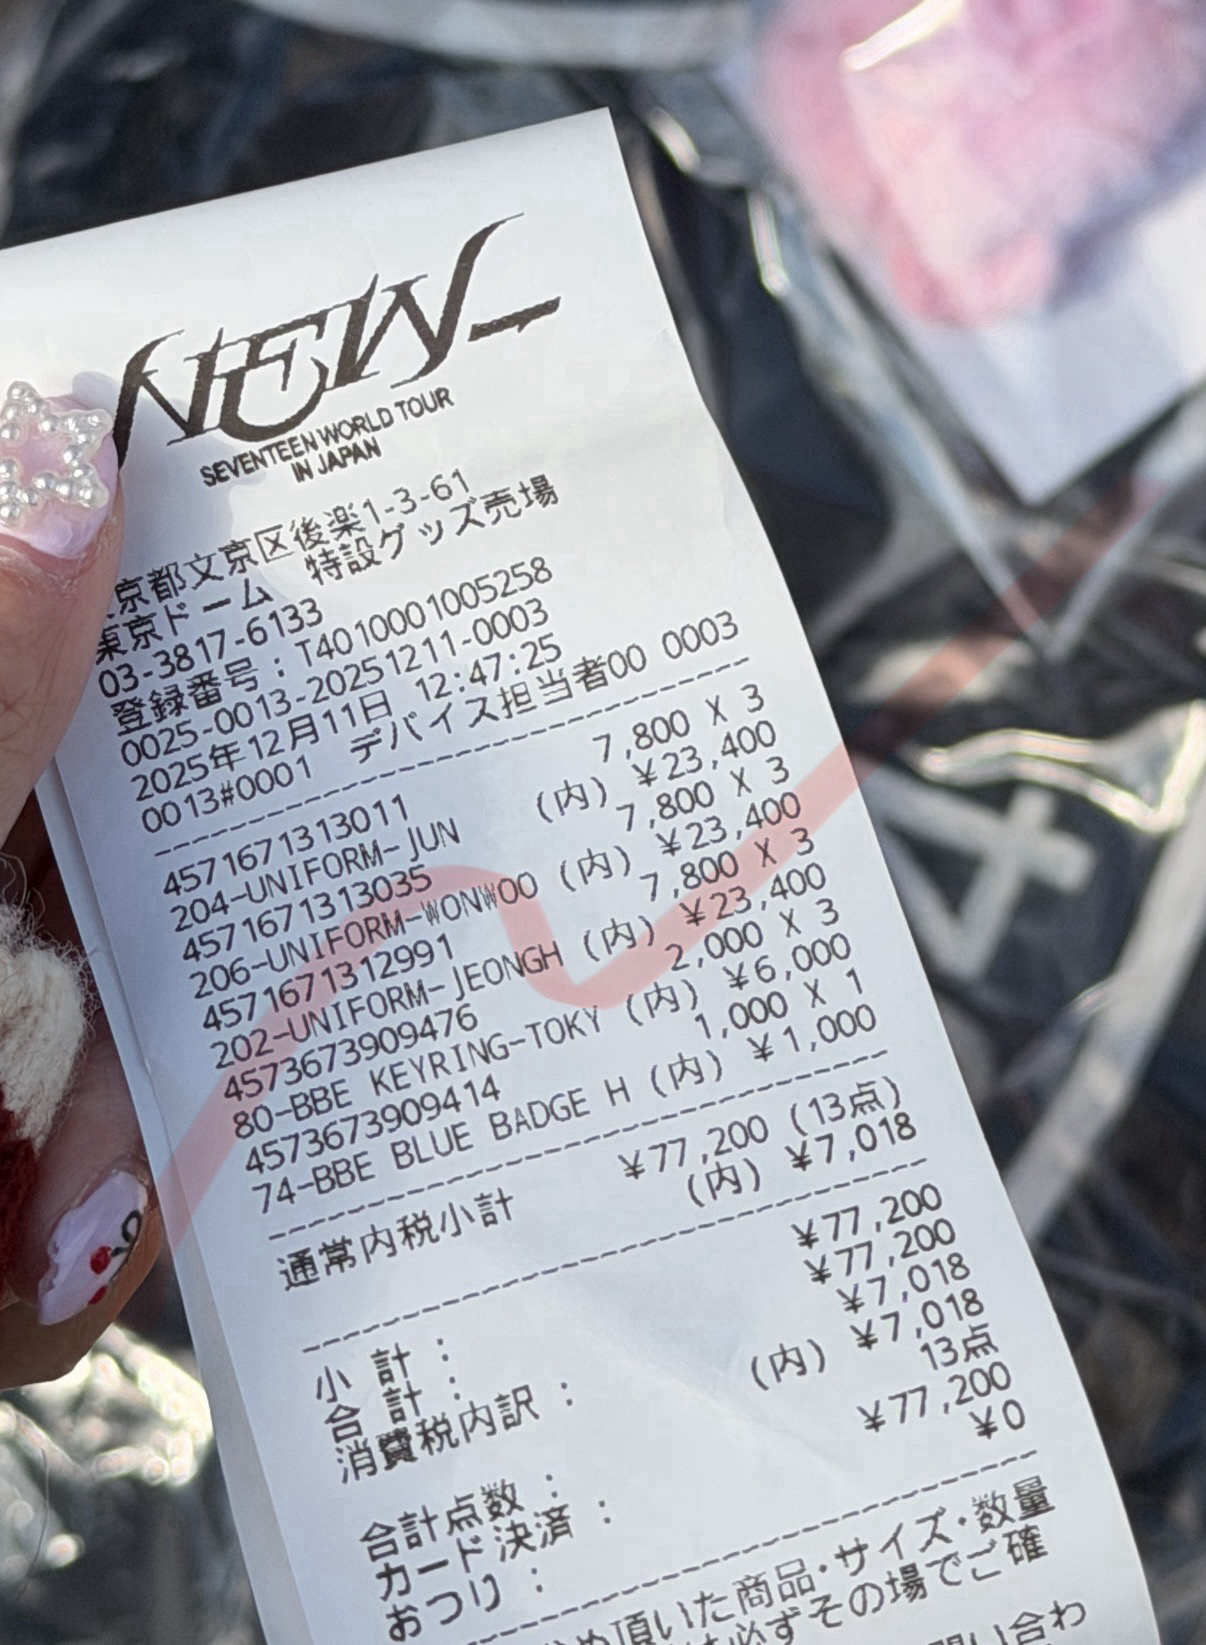 NEW_
SEVENTEEN WORLD TOUR
IN JAPAN
京都文京区後楽1-3-61
東京ドーム 特設グッズ売場
03-3817-6133
登録番号：T4010001005258
0025-0013-20251211-0003
2025年12月11日 12:47:25
0013#0001 デバイス担当者00 0003
4571671313011 7,800 X 3
204-UNIFORM-JUN (内) ¥23,400
4571671313035 7,800 X 3
206-UNIFORM-WONWOO (内) ¥23,400
4571671312991 7,800 X 3
202-UNIFORM-JEONGH (内) ¥23,400
4573673909476 2,000 X 3
80-BBE KEYRING-TOKY (内) ¥6,000
4573673909414 1,000 X 1
74-BBE BLUE BADGE H (内) ¥1,000
通常内税小計 ¥77,200 (13点)
(内) ¥7,018
小 計 : ¥77,200
合 計 : ¥77,200
消費税内訳 : ¥7,018
(内) ¥7,018
合計点数 : 13点
カード決済 : ¥77,200
おつり : ¥0
頂いた商品・サイズ・数量
必ずその場でご確
い合わ